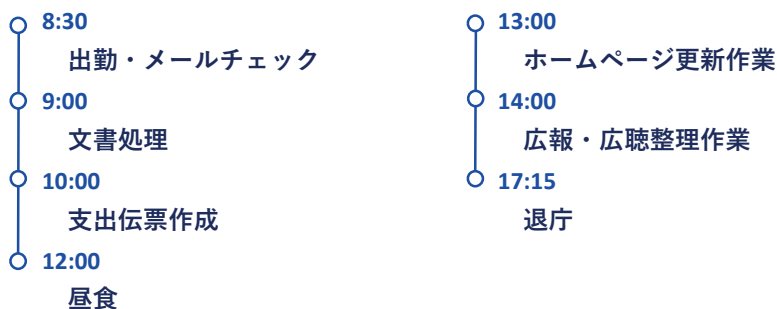 8:30
出勤・メールチェック
9:00
文書処理
10:00
支出伝票作成
12:00
昼食
13:00
ホームページ更新作業
14:00
広報・広聴整理作業
17:15
退庁